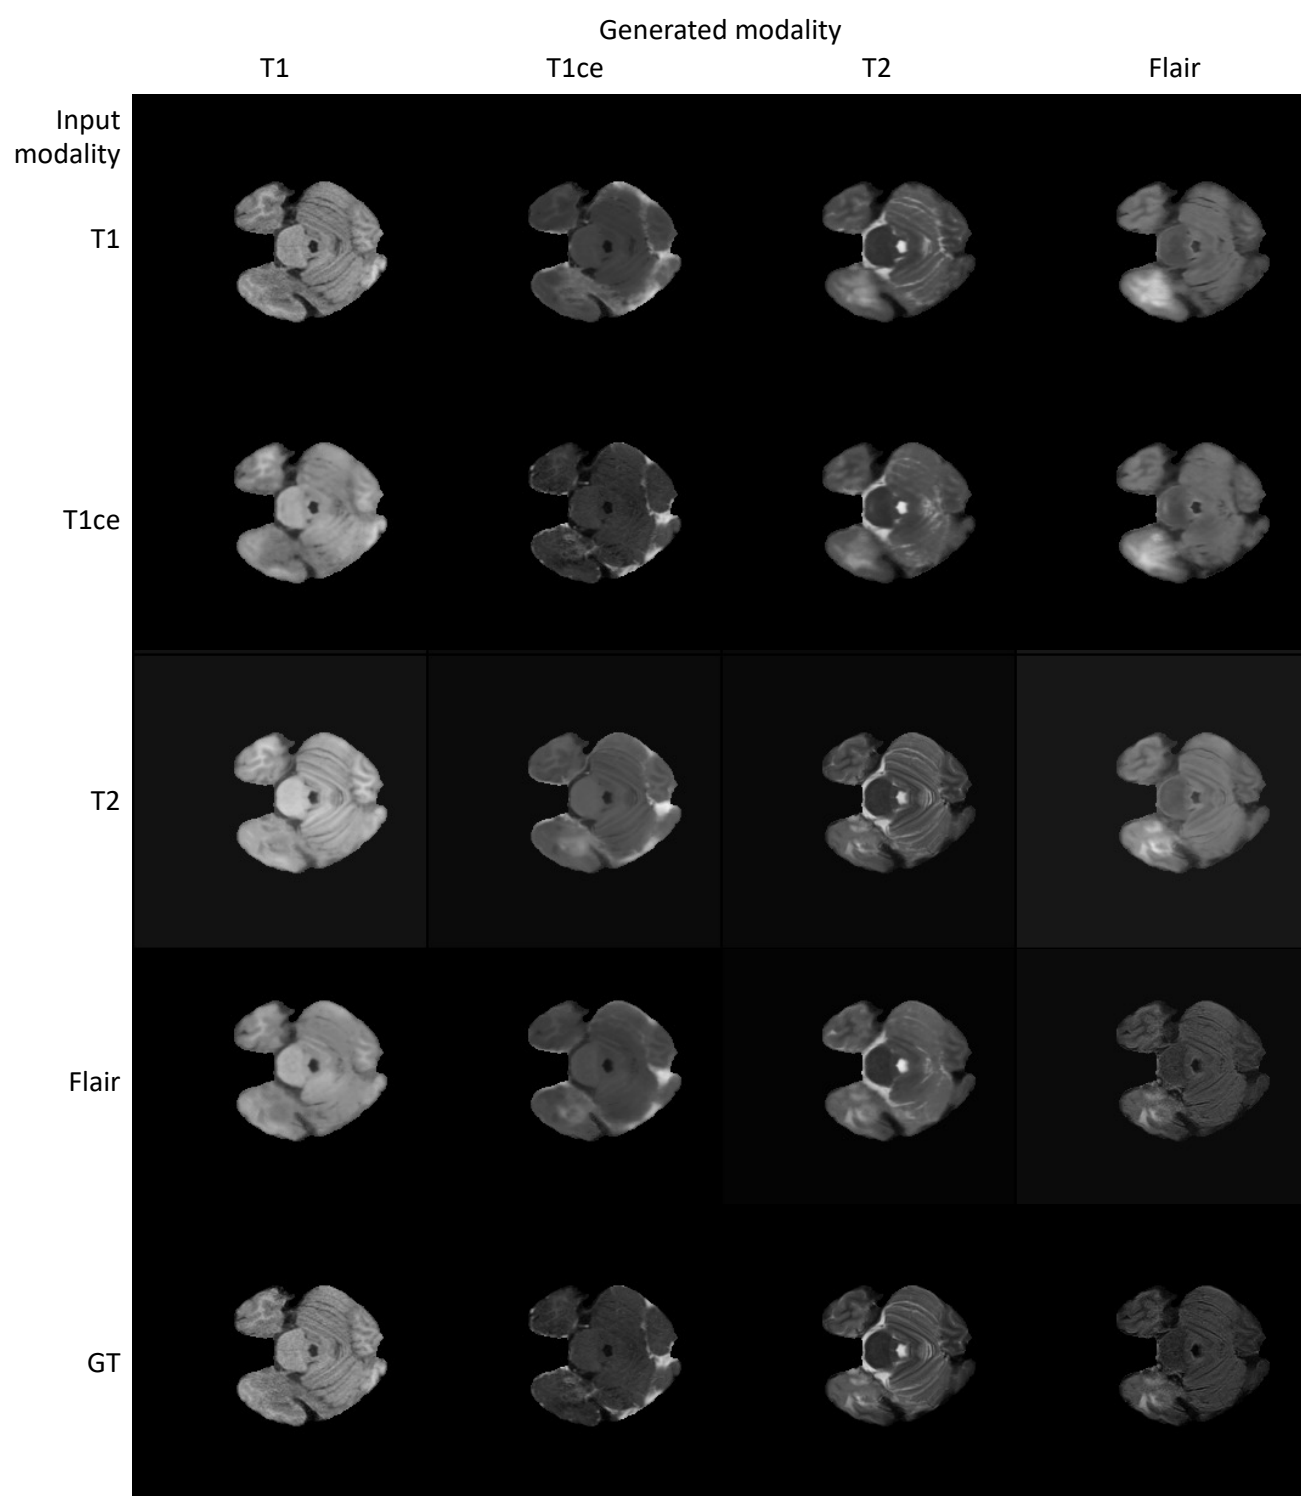 Generated modality
T1 T1ce T2 Flair
Input
modality
T1
T1ce
T2
Flair
GT